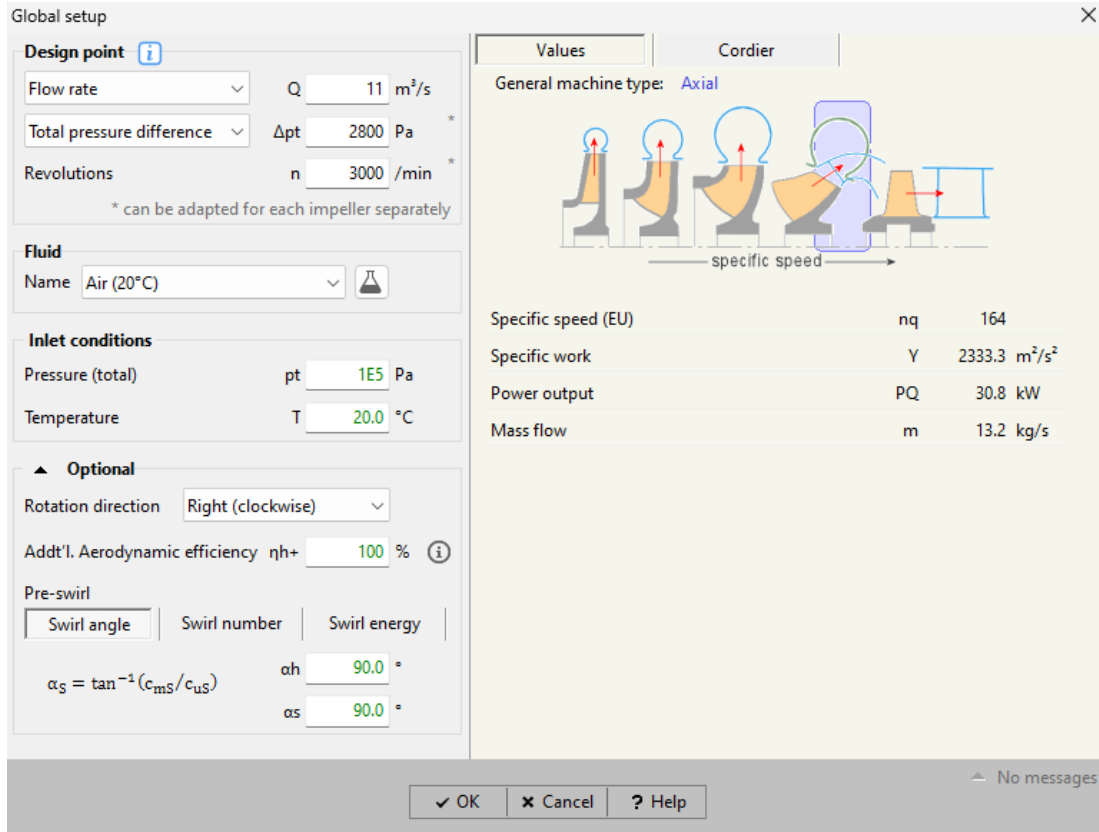 Global setup
Design point i
Flow rate Q 11 m³/s
Total pressure difference Δpt 2800 Pa *
Revolutions n 3000 /min *
* can be adapted for each impeller separately
Fluid
Name Air (20°C)
Inlet conditions
Pressure (total) pt 1E5 Pa
Temperature T 20.0 °C
Optional
Rotation direction Right (clockwise)
Addt'l. Aerodynamic efficiency ηh+ 100 % i
Pre-swirl
Swirl angle Swirl number Swirl energy
α_S = tan⁻¹(c_mS/c_uS)
αh 90.0 °
αs 90.0 °
Values Cordier
General machine type: Axial
specific speed
Specific speed (EU) nq 164
Specific work Y 2333.3 m²/s²
Power output PQ 30.8 kW
Mass flow m 13.2 kg/s
No messages
OK Cancel ? Help